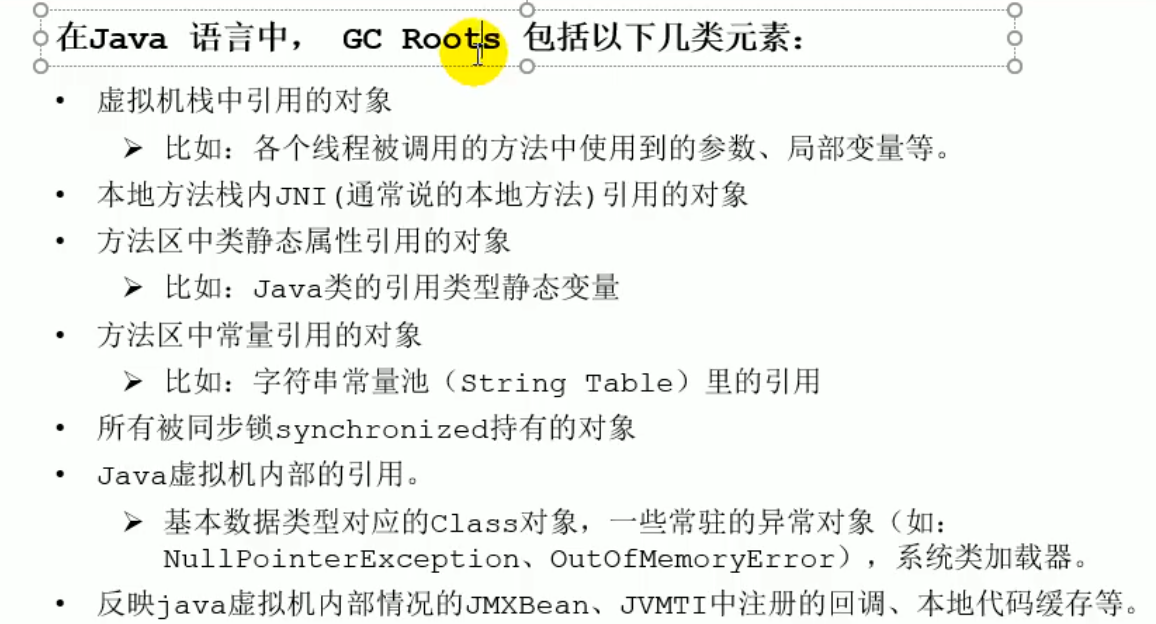 在Java 语言中， GC Roots 包括以下几类元素：
• 虚拟机栈中引用的对象
➢ 比如：各个线程被调用的方法中使用到的参数、局部变量等。
• 本地方法栈内JNI(通常说的本地方法)引用的对象
• 方法区中类静态属性引用的对象
➢ 比如：Java类的引用类型静态变量
• 方法区中常量引用的对象
➢ 比如：字符串常量池（String Table）里的引用
• 所有被同步锁synchronized持有的对象
• Java虚拟机内部的引用。
➢ 基本数据类型对应的Class对象，一些常驻的异常对象（如：
NullPointerException、OutOfMemoryError），系统类加载器。
• 反映java虚拟机内部情况的JMXBean、JVMTI中注册的回调、本地代码缓存等。